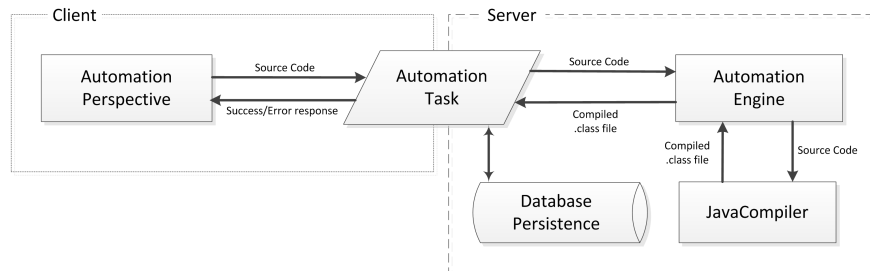 Client
Server
Automation
Perspective
Source Code
Success/Error response
Automation
Task
Source Code
Compiled
.class file
Automation
Engine
Compiled
.class file
Source Code
Database
Persistence
JavaCompiler